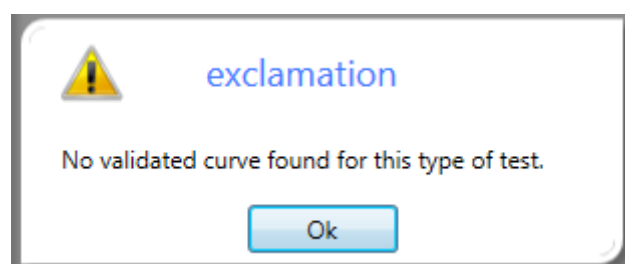 exclamation
No validated curve found for this type of test.
Ok